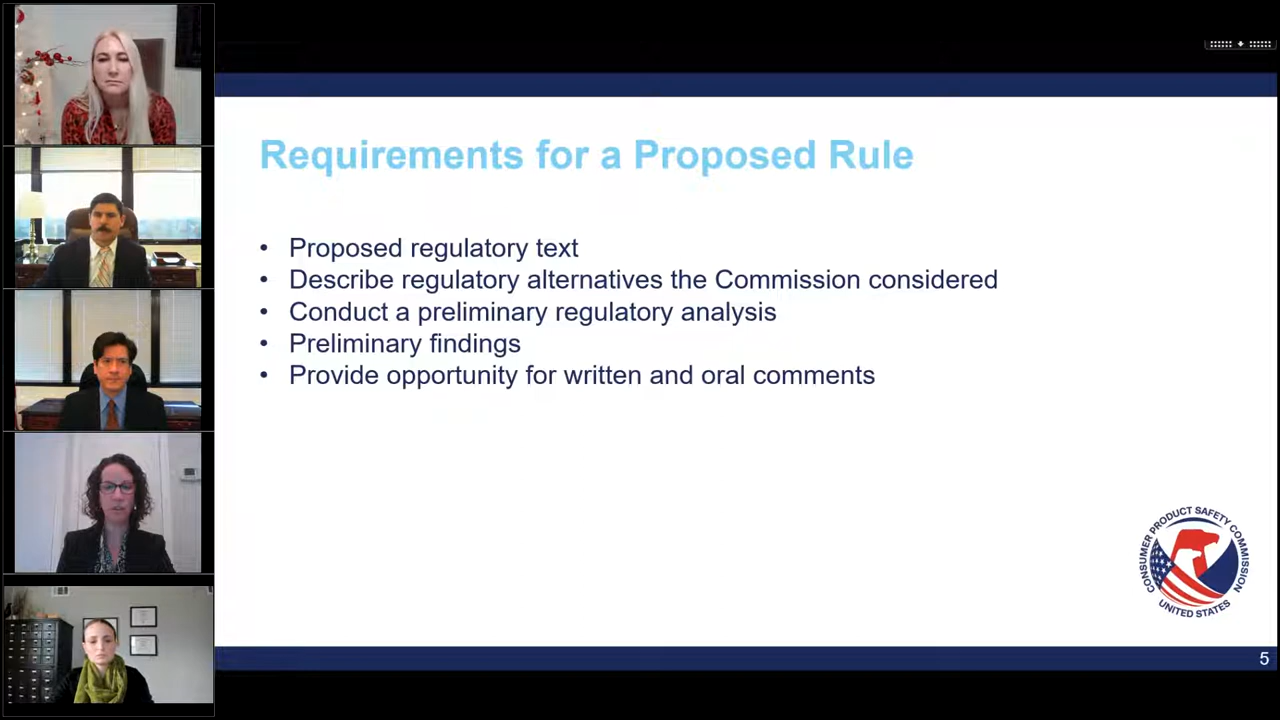 Requirements for a Proposed Rule
• Proposed regulatory text
• Describe regulatory alternatives the Commission considered
• Conduct a preliminary regulatory analysis
• Preliminary findings
• Provide opportunity for written and oral comments
CONSUMER PRODUCT SAFETY COMMISSION
UNITED STATES
5